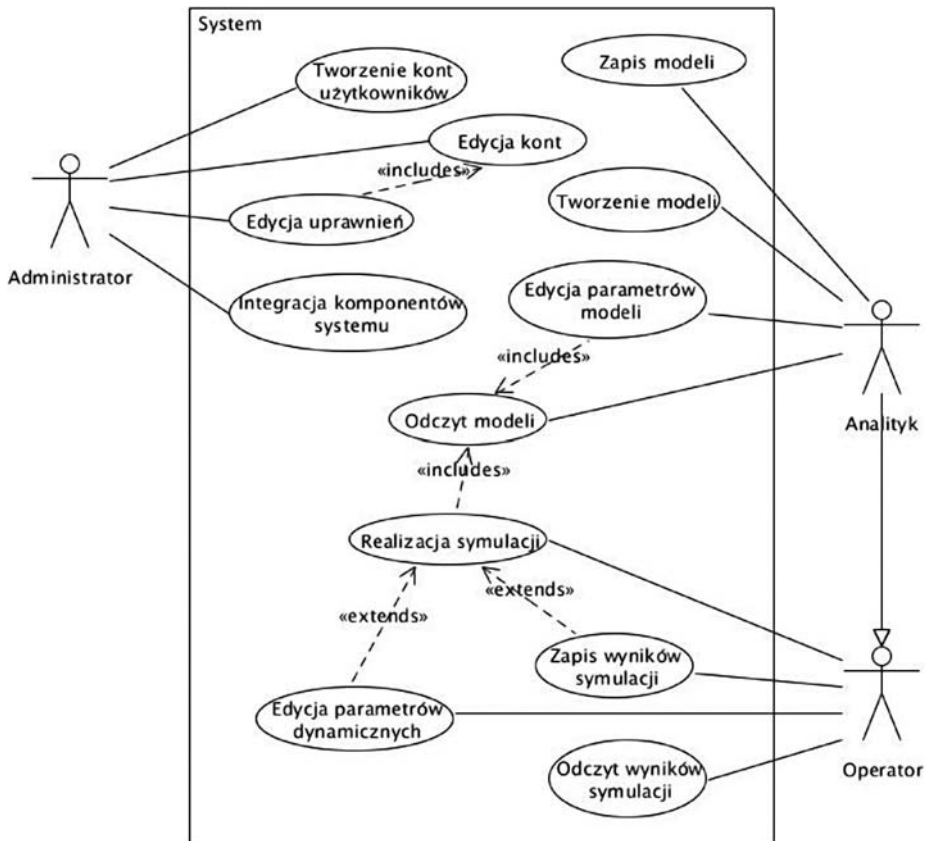 System
Zapis modeli
Tworzenie kont
użytkowników
Edycja kont
«includes»
Tworzenie modeli
Edycja uprawnień
Administrator
Edycja parametrów
modeli
Integracja komponentów
systemu
«includes»
Odczyt modeli
Analityk
«includes»
Realizacja symulacji
«extends»
«extends»
Zapis wyników
symulacji
Edycja parametrów
dynamicznych
Odczyt wyników
symulacji
Operator